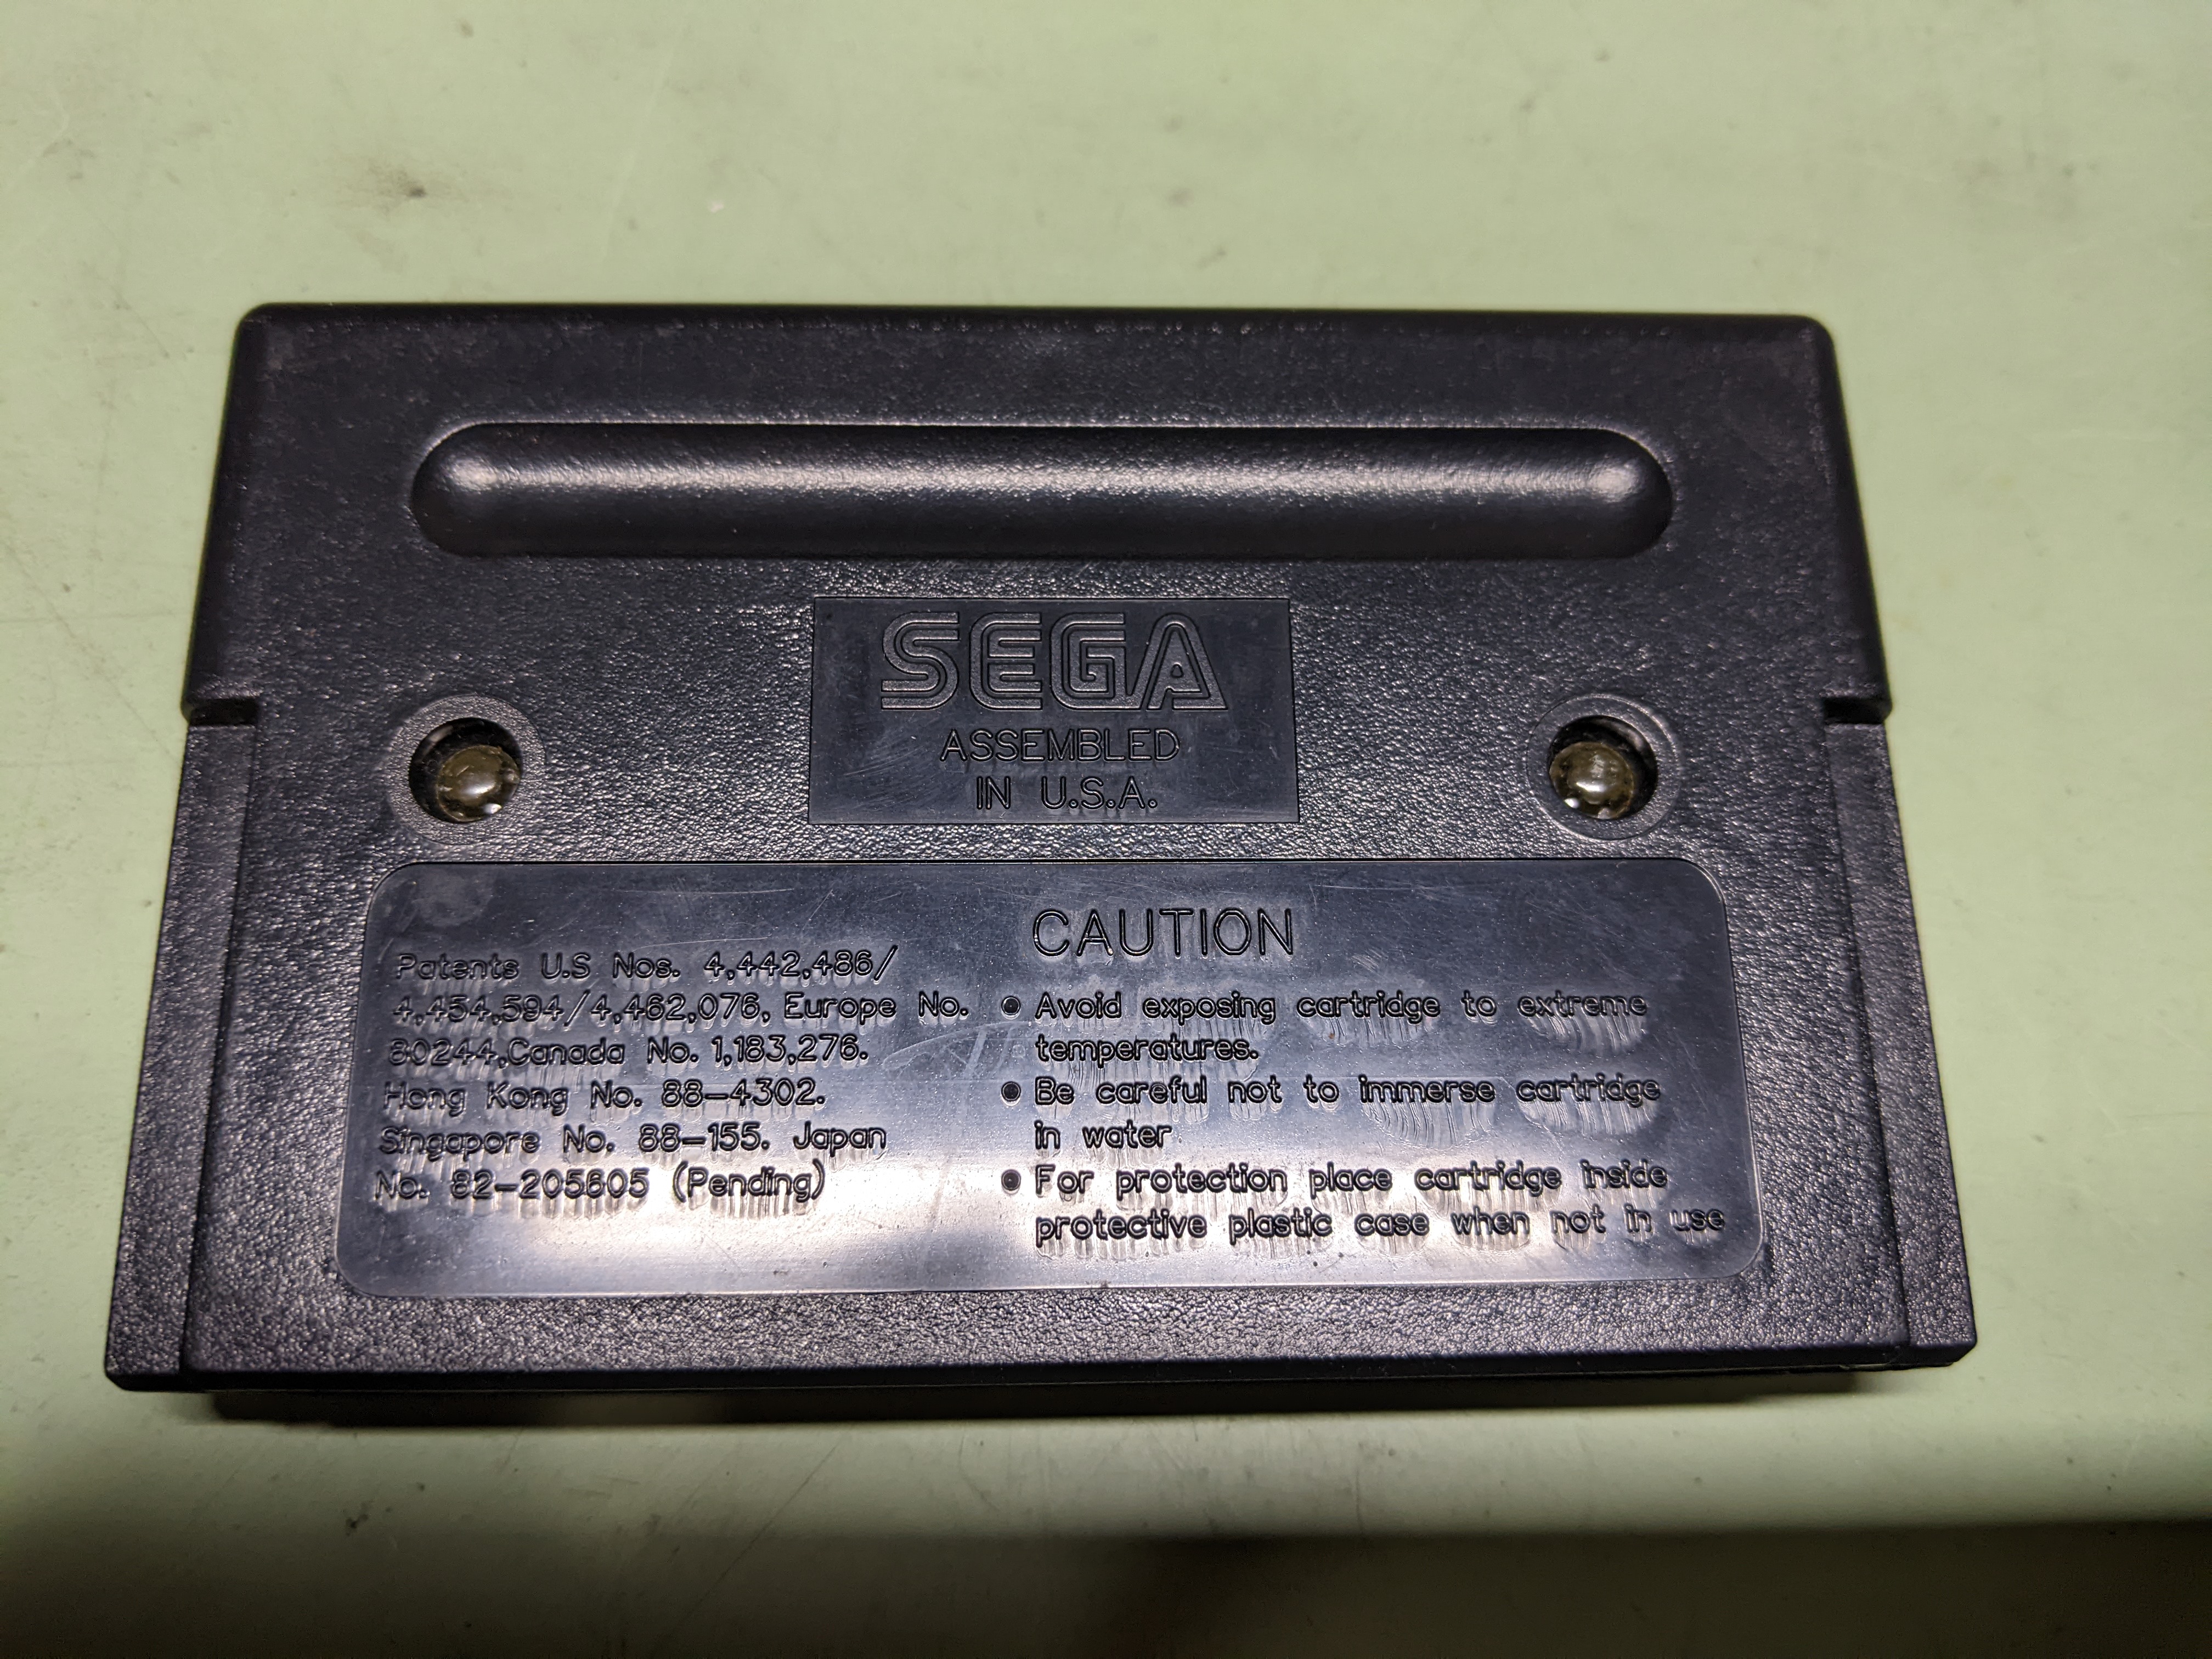 SEGA
ASSEMBLED
IN U.S.A.
Patents U.S Nos. 4,442,486/
4,454,594/4,462,076, Europe No.
80244,Canada No. 1,183,276.
Hong Kong No. 88-4302.
Singapore No. 88-155. Japan
No. 82-205605 (Pending)
CAUTION
● Avoid exposing cartridge to extreme
temperatures.
● Be careful not to immerse cartridge
in water
● For protection place cartridge inside
protective plastic case when not in use